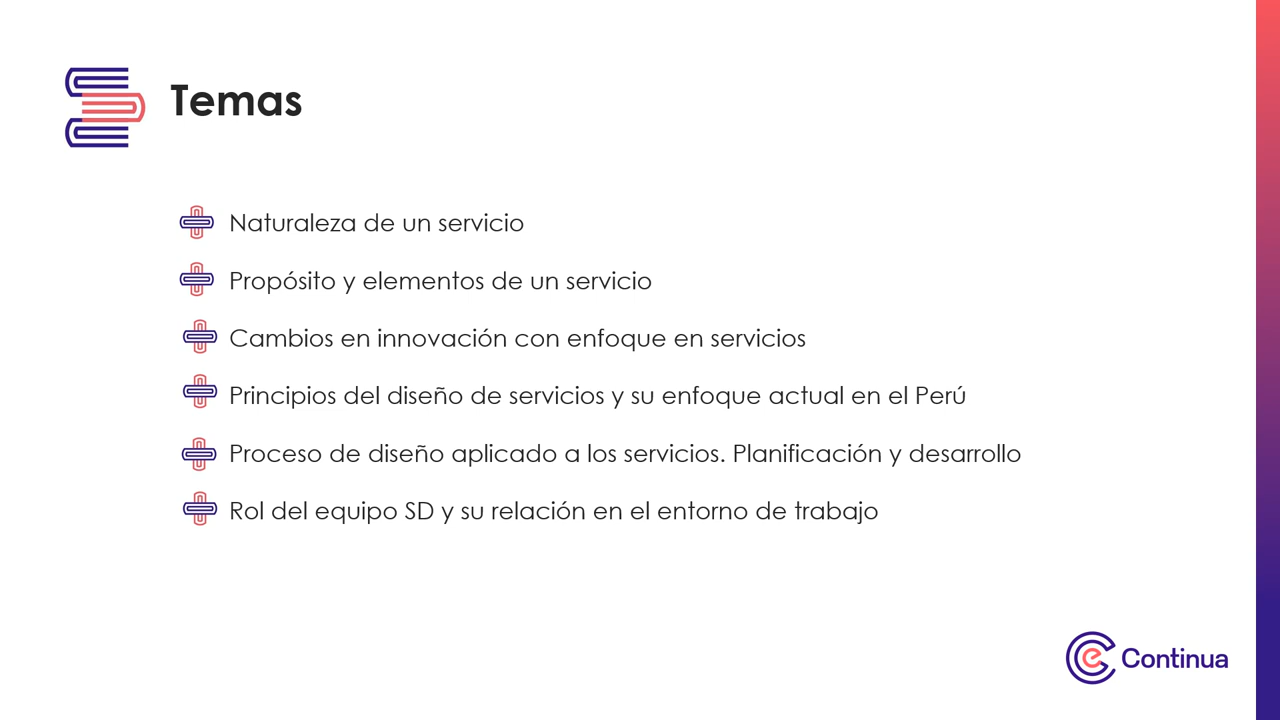 Temas
Naturaleza de un servicio
Propósito y elementos de un servicio
Cambios en innovación con enfoque en servicios
Principios del diseño de servicios y su enfoque actual en el Perú
Proceso de diseño aplicado a los servicios. Planificación y desarrollo
Rol del equipo SD y su relación en el entorno de trabajo
Continua